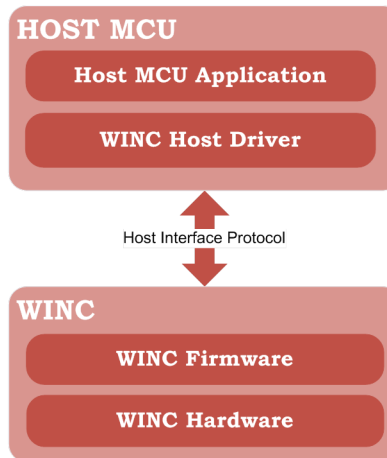 HOST MCU
Host MCU Application
WINC Host Driver
Host Interface Protocol
WINC
WINC Firmware
WINC Hardware